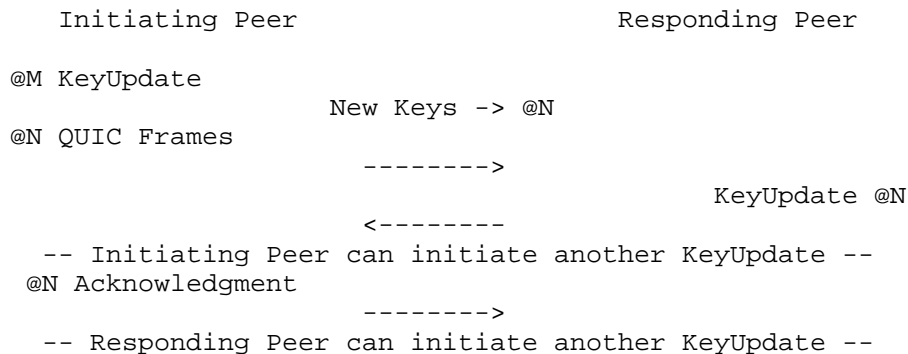 Initiating Peer                    Responding Peer
@M KeyUpdate
New Keys -> @N
@N QUIC Frames
-------->
KeyUpdate @N
<--------
-- Initiating Peer can initiate another KeyUpdate --
@N Acknowledgment
-------->
-- Responding Peer can initiate another KeyUpdate --